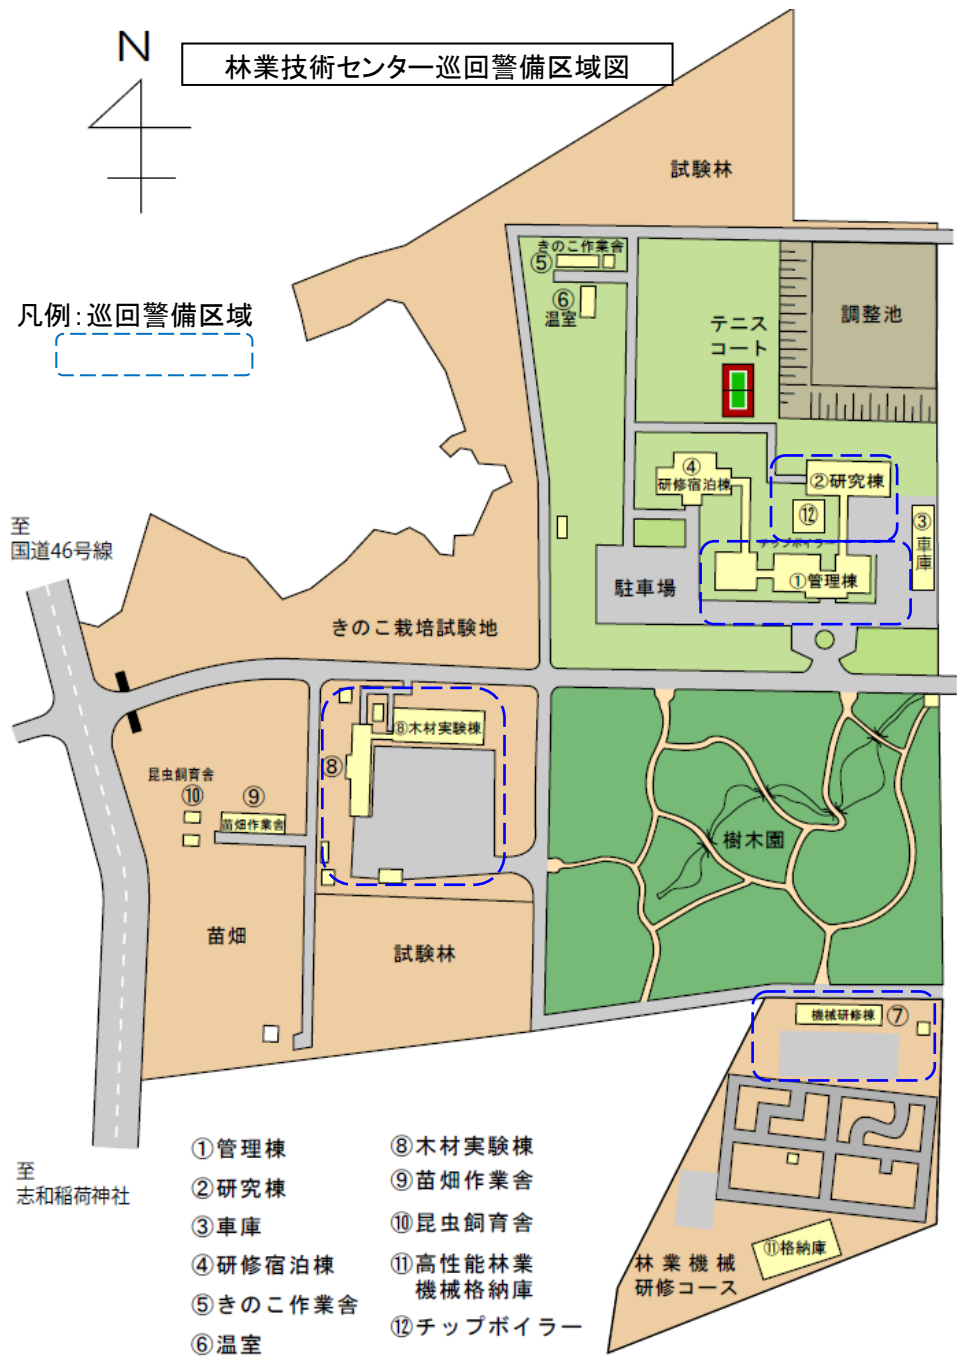 N
林業技術センター巡回警備区域図
試験林
きのこ作業舎
⑤
⑥
温室
調整池
凡例：巡回警備区域
テニス
コート
④
研修宿泊棟
②研究棟
⑫
チップボイラー
③
車庫
至
国道46号線
駐車場
①管理棟
きのこ栽培試験地
⑧木材実験棟
⑧
昆虫飼育舎
⑩
⑨
苗畑作業舎
樹木園
苗畑
試験林
機械研修棟
⑦
⑪格納庫
林業機械
研修コース
至
志和稲荷神社
①管理棟
②研究棟
③車庫
④研修宿泊棟
⑤きのこ作業舎
⑥温室
⑧木材実験棟
⑨苗畑作業舎
⑩昆虫飼育舎
⑪高性能林業
機械格納庫
⑫チップボイラー